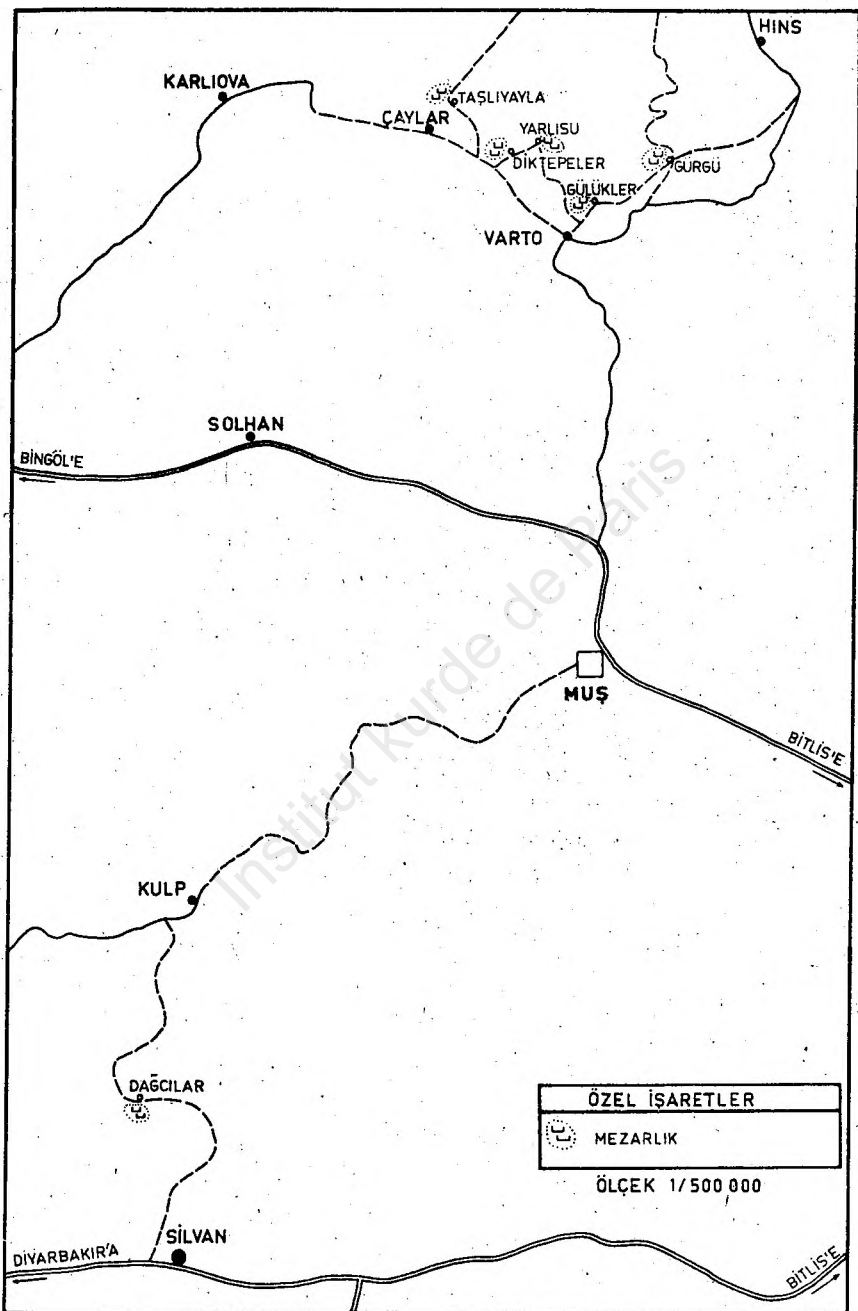 HINS
KARLIOVA
TAŞLIYAYLA
ÇAYLAR
YARLISU
DİKTEPELER
GÜRGÜ
GÜLÜKLER
VARTO
SOLHAN
BİNGÖL'E
MUŞ
BİTLİS'E
Institut kurde de Paris
KULP
DAĞCILAR
ÖZEL İŞARETLER
MEZARLIK
ÖLÇEK 1/500 000
SİLVAN
DİYARBAKIR'A
BİTLİS'E